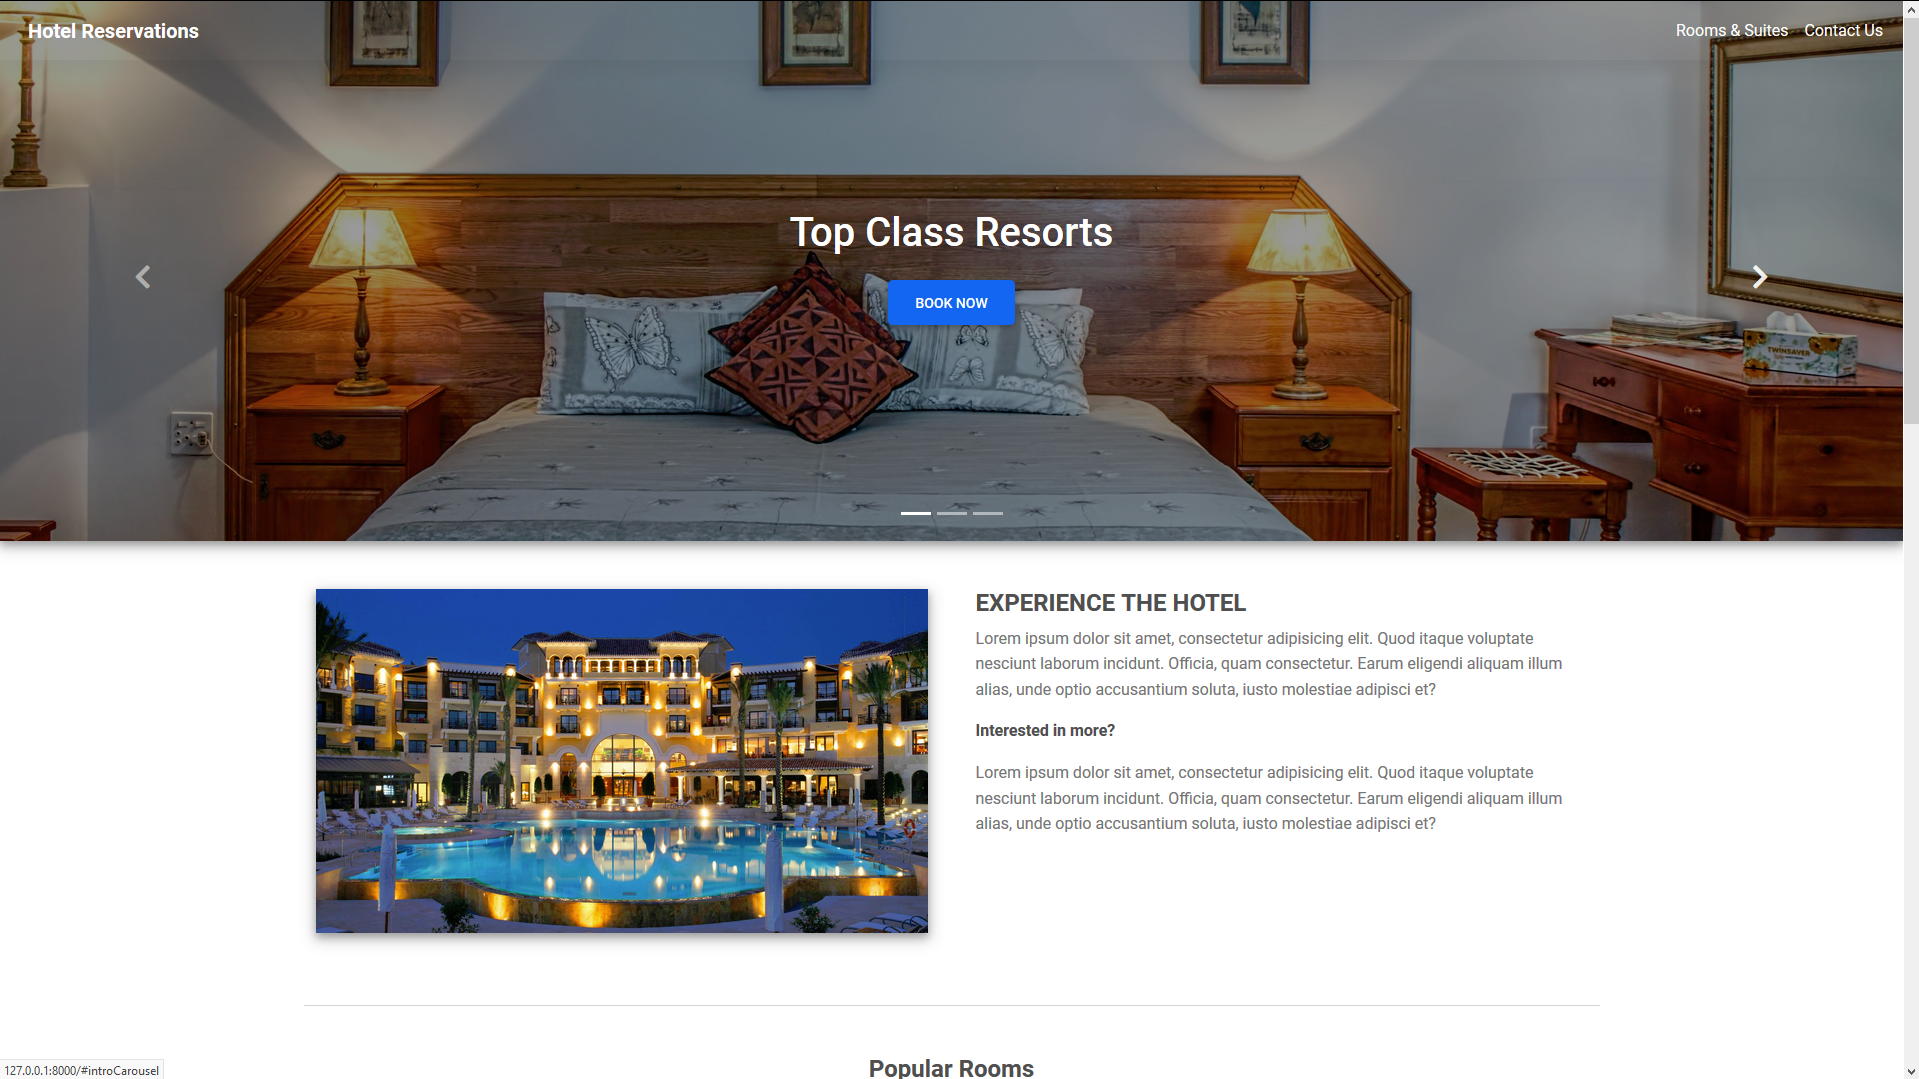 Hotel Reservations
Rooms & Suites
Contact Us
Top Class Resorts
BOOK NOW
TWINSAVER
EXPERIENCE THE HOTEL
Lorem ipsum dolor sit amet, consectetur adipisicing elit. Quod itaque voluptate
nesciunt laborum incidunt. Officia, quam consectetur. Earum eligendi aliquam illum
alias, unde optio accusantium soluta, iusto molestiae adipisci et?
Interested in more?
Lorem ipsum dolor sit amet, consectetur adipisicing elit. Quod itaque voluptate
nesciunt laborum incidunt. Officia, quam consectetur. Earum eligendi aliquam illum
alias, unde optio accusantium soluta, iusto molestiae adipisci et?
Popular Rooms
127.0.0.1:8000/#introCarousel